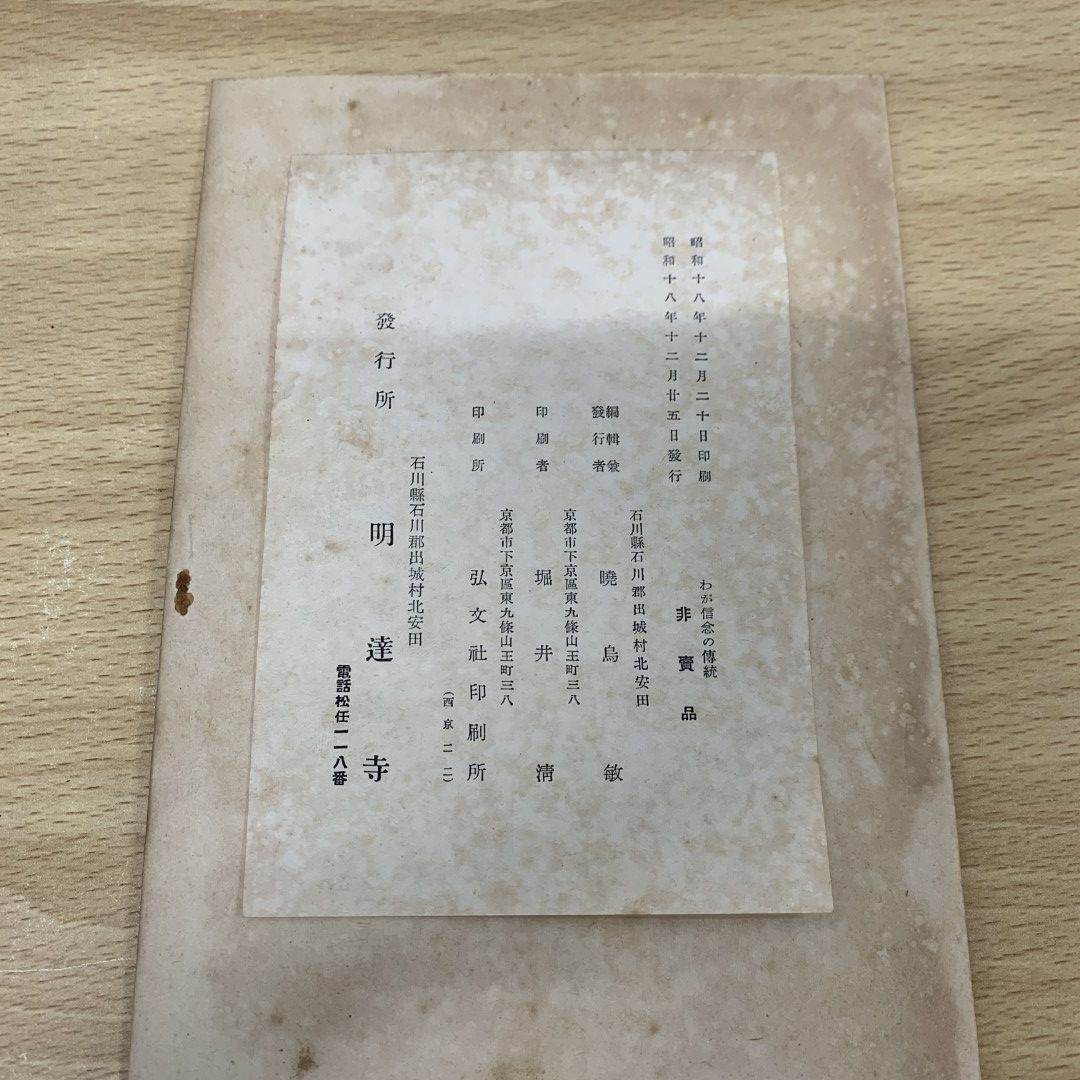 昭和十八年十二月二十日印刷
昭和十八年十二月廿五日發行
わが信念の傳統
非賣品
石川縣石川郡出城村北安田
編輯兼
發行者
曉烏敏
京都市下京區東九條山王町三八
印刷者
堀井淸
京都市下京區東九條山王町三八
印刷所
弘文社印刷所
(西京二二)
石川縣石川郡出城村北安田
發行所
明達寺
電話松任一一八番